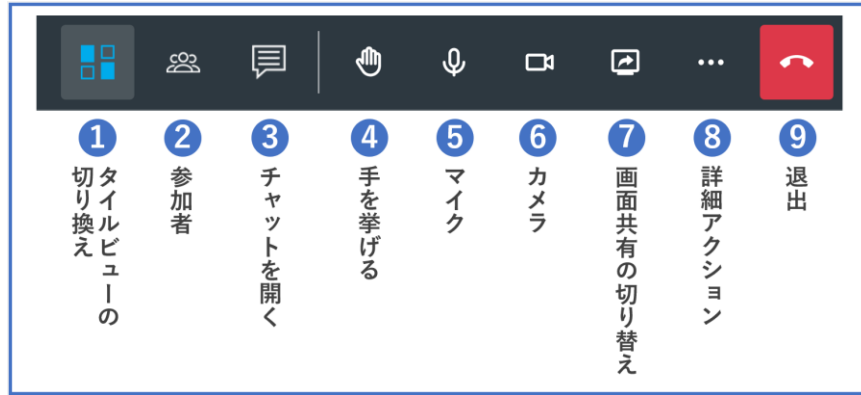 1
タイルビューの
切り換え
2
参加者
3
チャットを開く
4
手を挙げる
5
マイク
6
カメラ
7
画面共有の切り替え
8
詳細アクション
9
退出